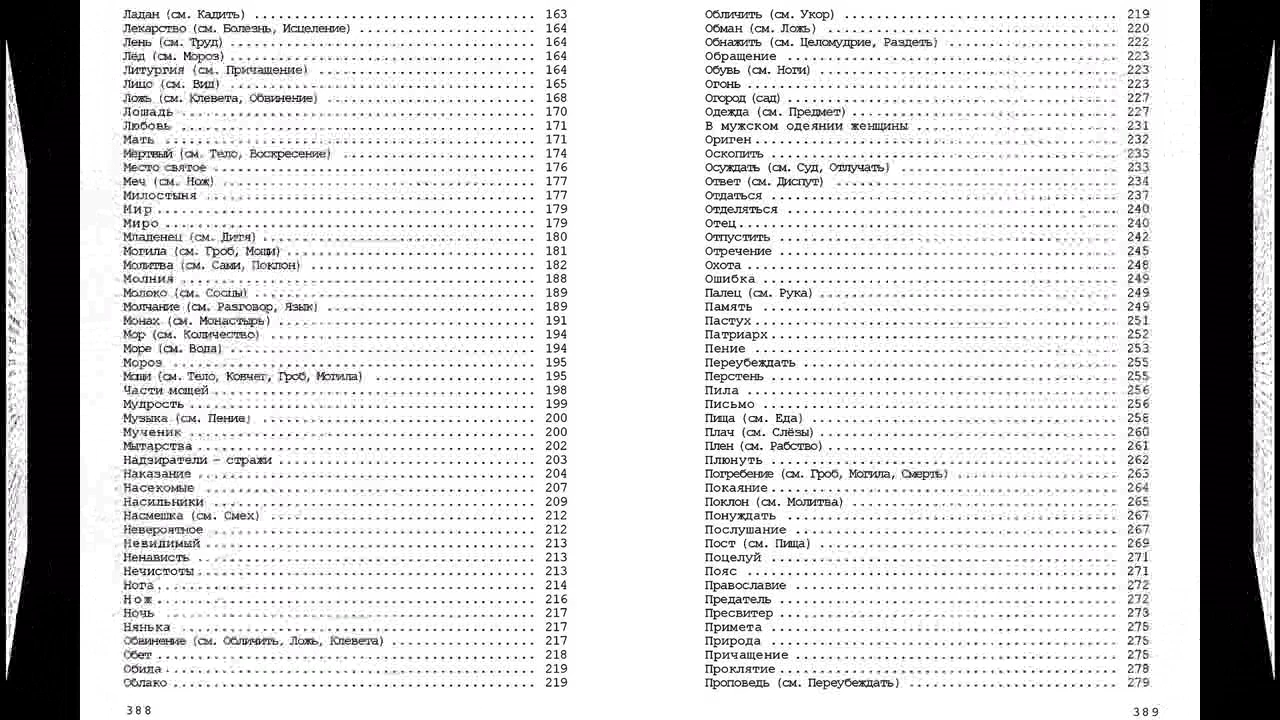 Ладан (см. Кадить) 163
Лекарство (см. Болезнь, Исцеление) 164
Лень (см. Труд) 164
Лёд (см. Мороз) 164
Литургия (см. Причащение) 164
Лицо (см. Вид) 165
Ложь (см. Клевета, Обвинение) 168
Лошадь 170
Любовь 171
Мать 171
Мёртвый (см. Тело, Воскресение) 174
Место святое 176
Меч (см. Нож) 177
Милостыня 177
Мир 179
Миро 179
Младенец (см. Дитя) 180
Могила (см. Гроб, Мощи) 181
Молитва (см. Сами, Поклон) 182
Молния 188
Молоко (см. Сосцы) 189
Молчание (см. Разговор, Язык) 189
Монах (см. Монастырь) 191
Мор (см. Количество) 194
Море (см. Вода) 194
Мороз 195
Мощи (см. Тело, Ковчег, Гроб, Могила) 195
Части мощей 198
Мудрость 199
Музыка (см. Пение) 200
Мученик 200
Мытарства 202
Надзиратели – стражи 203
Наказание 204
Насекомые 207
Насильники 209
Насмешка (см. Смех) 212
Невероятное 212
Невидимый 213
Ненависть 213
Нечистоты 213
Нога 214
Нож 216
Ночь 217
Нянька 217
Обвинение (см. Обличить, Ложь, Клевета) 217
Обет 218
Обида 219
Облако 219
388
Обличить (см. Укор) 219
Обман (см. Ложь) 220
Обнажить (см. Целомудрие, Раздеть) 222
Обращение 223
Обувь (см. Ноги) 223
Огонь 223
Огород (сад) 227
Одежда (см. Предмет) 227
В мужском одеянии женщины 231
Ориген 232
Оскопить 233
Осуждать (см. Суд, Отлучать) 233
Ответ (см. Диспут) 234
Отдаться 237
Отделяться 240
Отец 240
Отпустить 242
Отречение 245
Охота 248
Ошибка 249
Палец (см. Рука) 249
Память 249
Пастух 251
Патриарх 252
Пение 253
Переубеждать 255
Перстень 255
Пила 256
Письмо 256
Пища (см. Еда) 258
Плач (см. Слёзы) 260
Плен (см. Рабство) 261
Плюнуть 262
Погребение (см. Гроб, Могила, Смерть) 263
Покаяние 264
Поклон (см. Молитва) 265
Понуждать 267
Послушание 267
Пост (см. Пища) 269
Поцелуй 271
Пояс 271
Православие 272
Предатель 272
Пресвитер 273
Примета 275
Природа 275
Причащение 275
Проклятие 278
Проповедь (см. Переубеждать) 279
389